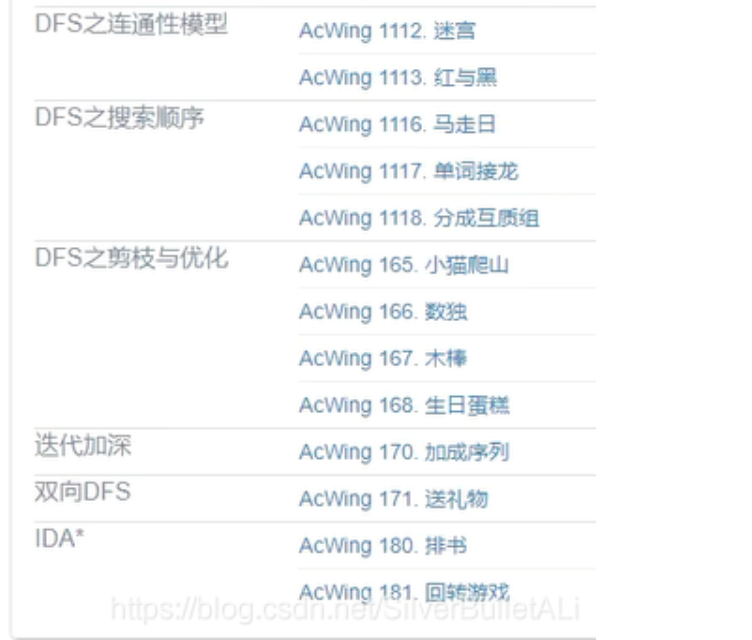 DFS之连通性模型
AcWing 1112. 迷宫
AcWing 1113. 红与黑
DFS之搜索顺序
AcWing 1116. 马走日
AcWing 1117. 单词接龙
AcWing 1118. 分成互质组
DFS之剪枝与优化
AcWing 165. 小猫爬山
AcWing 166. 数独
AcWing 167. 木棒
AcWing 168. 生日蛋糕
迭代加深
AcWing 170. 加成序列
双向DFS
AcWing 171. 送礼物
IDA*
AcWing 180. 排书
AcWing 181. 回转游戏
https://blog.csdn.net/SilverBulletALi